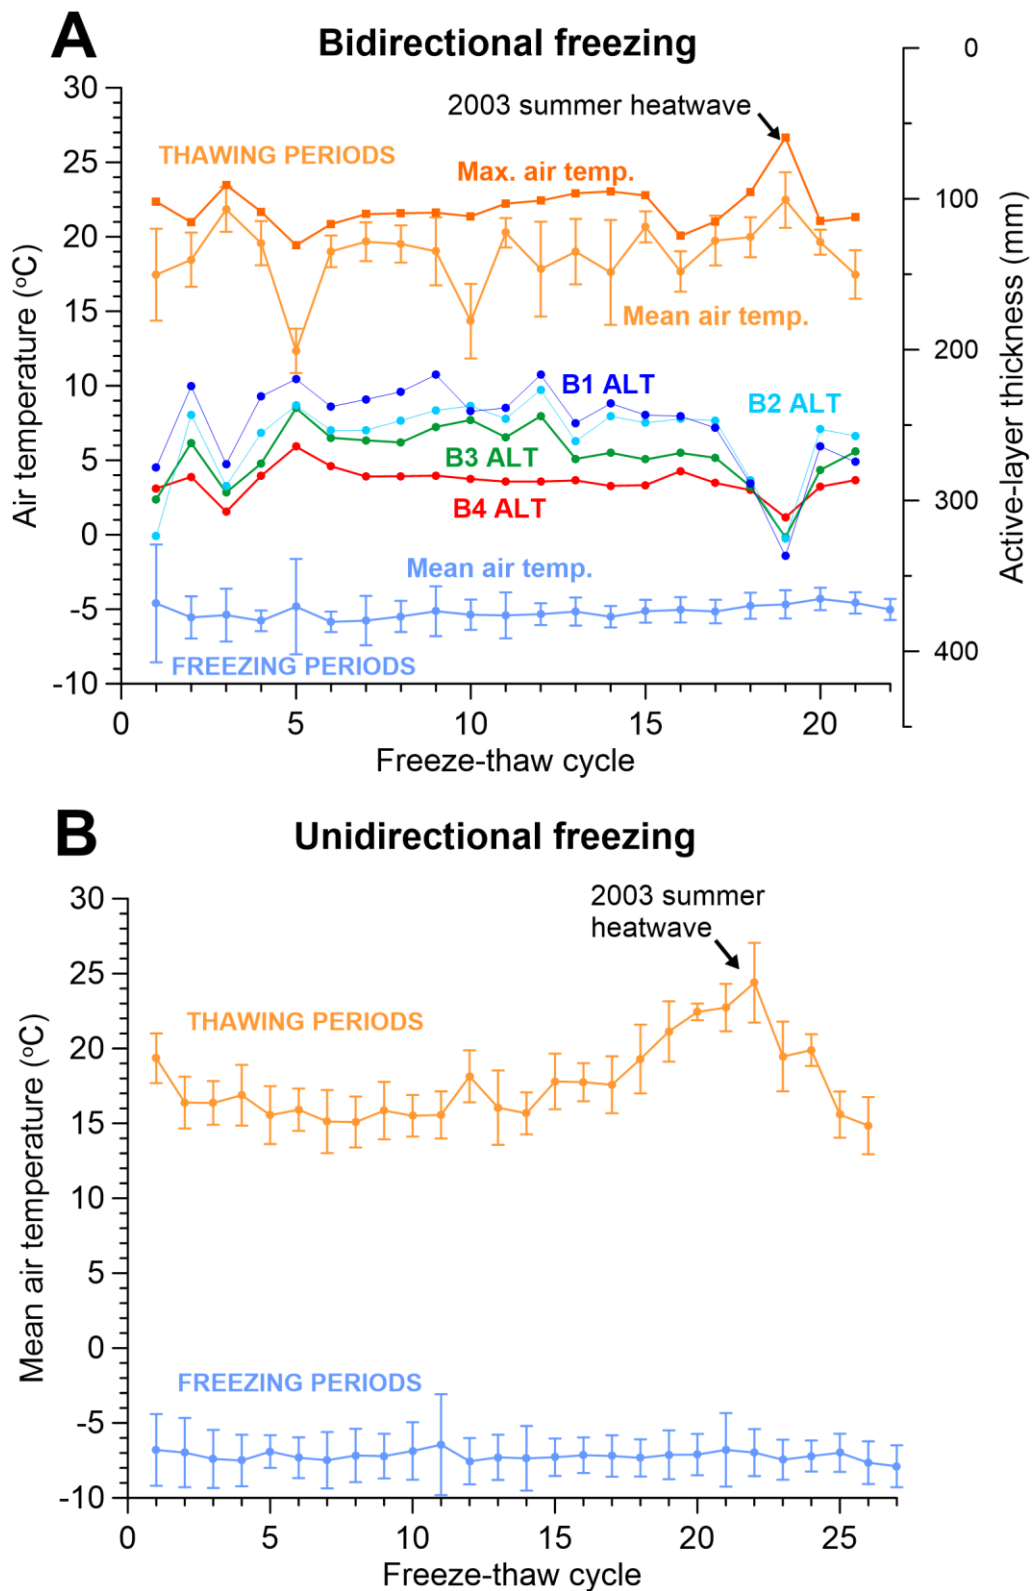 A
Bidirectional freezing
2003 summer heatwave
THAWING PERIODS
Max. air temp.
Mean air temp.
B1 ALT
B2 ALT
B3 ALT
B4 ALT
Mean air temp.
FREEZING PERIODS
Air temperature (°C)
30
25
20
15
10
5
0
-5
-10
Active-layer thickness (mm)
0
100
200
300
400
0 5 10 15 20
Freeze-thaw cycle
B
Unidirectional freezing
2003 summer
heatwave
THAWING PERIODS
FREEZING PERIODS
Mean air temperature (°C)
30
25
20
15
10
5
0
-5
-10
0 5 10 15 20 25
Freeze-thaw cycle